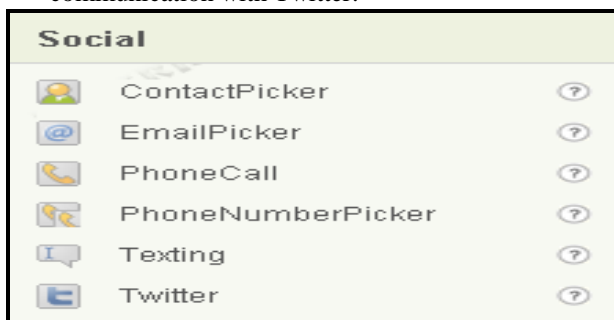 communication with Twitter.
Social
ContactPicker ?
EmailPicker ?
PhoneCall ?
PhoneNumberPicker ?
Texting ?
Twitter ?